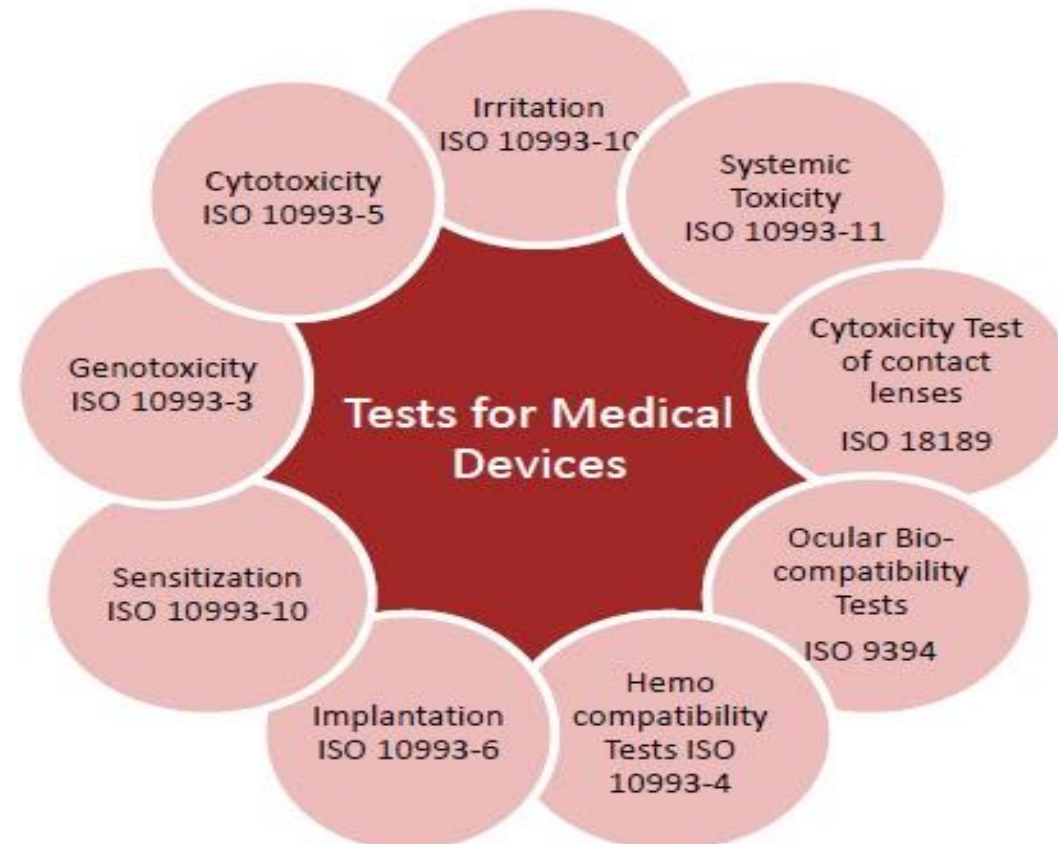 Irritation
ISO 10993-10
Systemic
Toxicity
ISO 10993-11
Cytoxicity Test
of contact
lenses
ISO 18189
Ocular Bio-
compatibility
Tests
ISO 9394
Hemo
compatibility
Tests ISO
10993-4
Implantation
ISO 10993-6
Sensitization
ISO 10993-10
Genotoxicity
ISO 10993-3
Cytotoxicity
ISO 10993-5
Tests for Medical
Devices